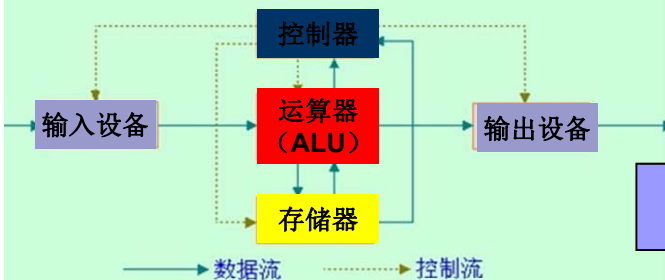 控制器
输入设备
运算器
（ALU）
输出设备
存储器
数据流
控制流